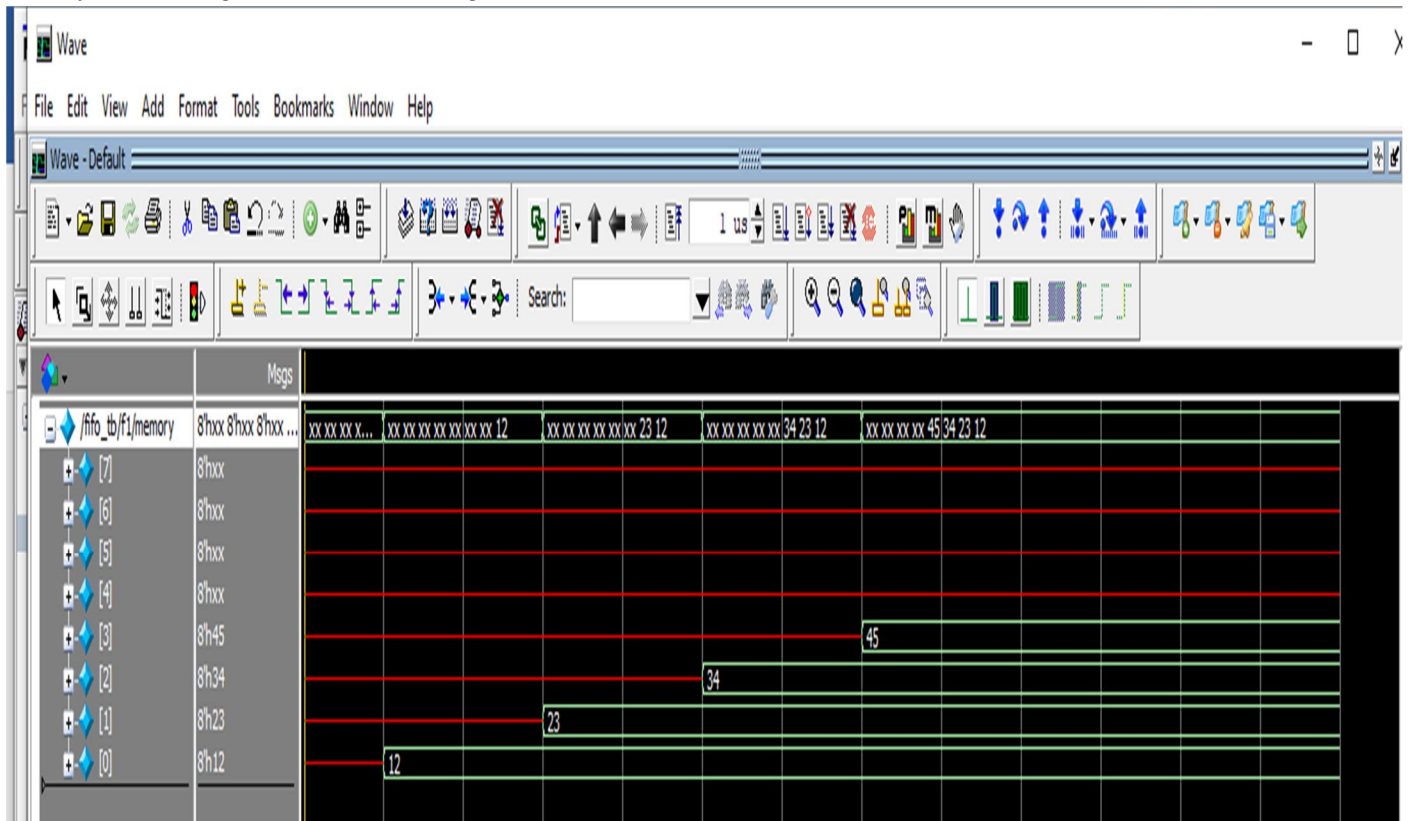 Wave
File Edit View Add Format Tools Bookmarks Window Help
Wave - Default
1 us
Search:
Msgs
/fifo_tb/f1/memory 8'hxx 8'hxx 8'hxx ... xx xx xx x... xx xx xx xx xx xx xx 12 xx xx xx xx xx xx 23 12 xx xx xx xx xx 34 23 12 xx xx xx xx 45 34 23 12
[7] 8'hxx
[6] 8'hxx
[5] 8'hxx
[4] 8'hxx
[3] 8'h45 45
[2] 8'h34 34
[1] 8'h23 23
[0] 8'h12 12